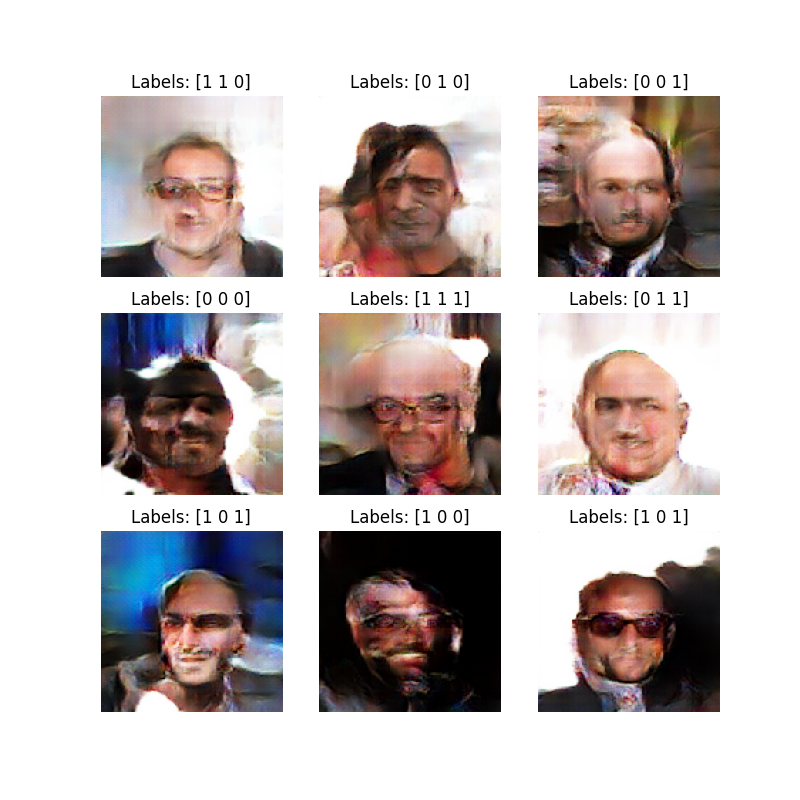 Labels: [1 1 0]
Labels: [0 1 0]
Labels: [0 0 1]
Labels: [0 0 0]
Labels: [1 1 1]
Labels: [0 1 1]
Labels: [1 0 1]
Labels: [1 0 0]
Labels: [1 0 1]